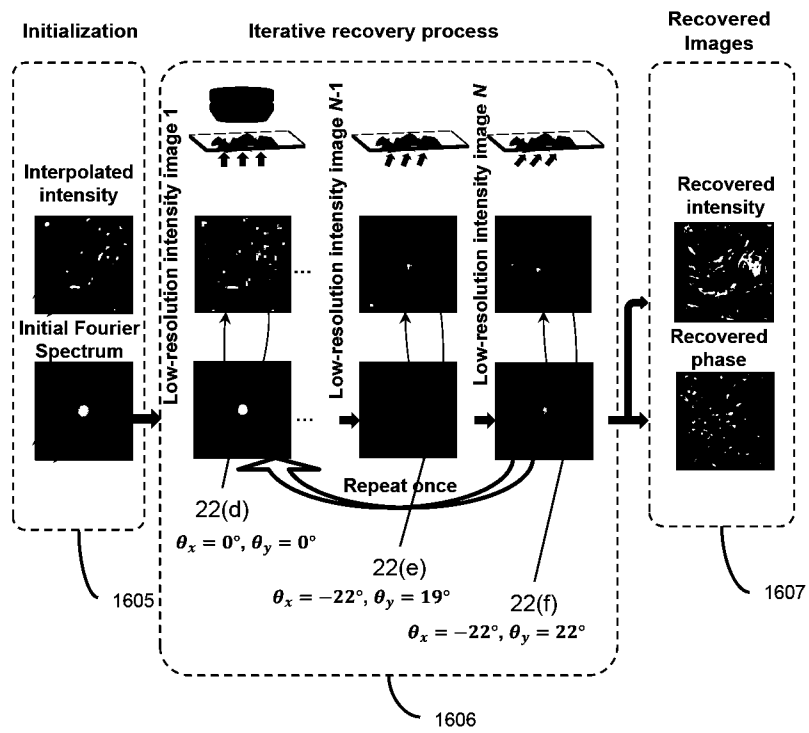 Initialization
Iterative recovery process
Recovered
Images
Interpolated
intensity
Initial Fourier
Spectrum
Low-resolution intensity image 1
Low-resolution intensity image N-1
Low-resolution intensity image N
...
...
Recovered
intensity
Recovered
phase
Repeat once
22(d)
θx = 0°, θy = 0°
22(e)
θx = −22°, θy = 19°
22(f)
θx = −22°, θy = 22°
1605
1606
1607